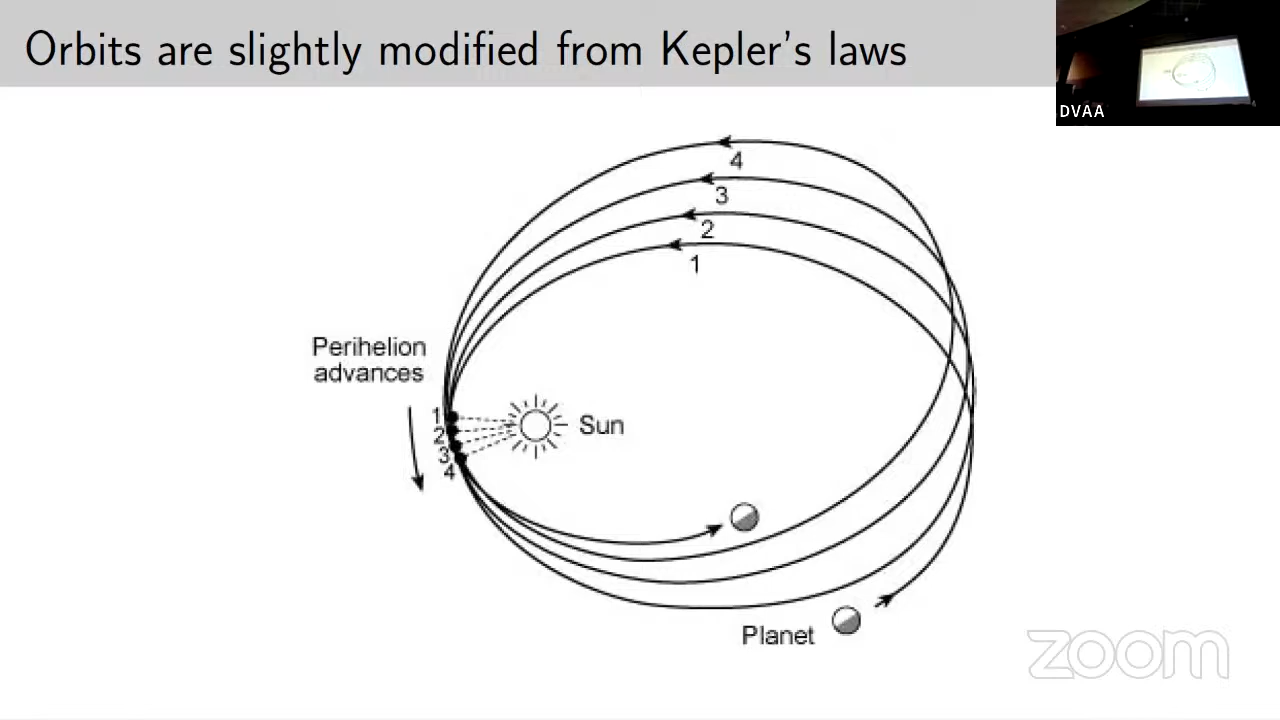 Orbits are slightly modified from Kepler's laws
DVAA
4
3
2
1
Perihelion
advances
1
2
3
4
Sun
Planet
zoom